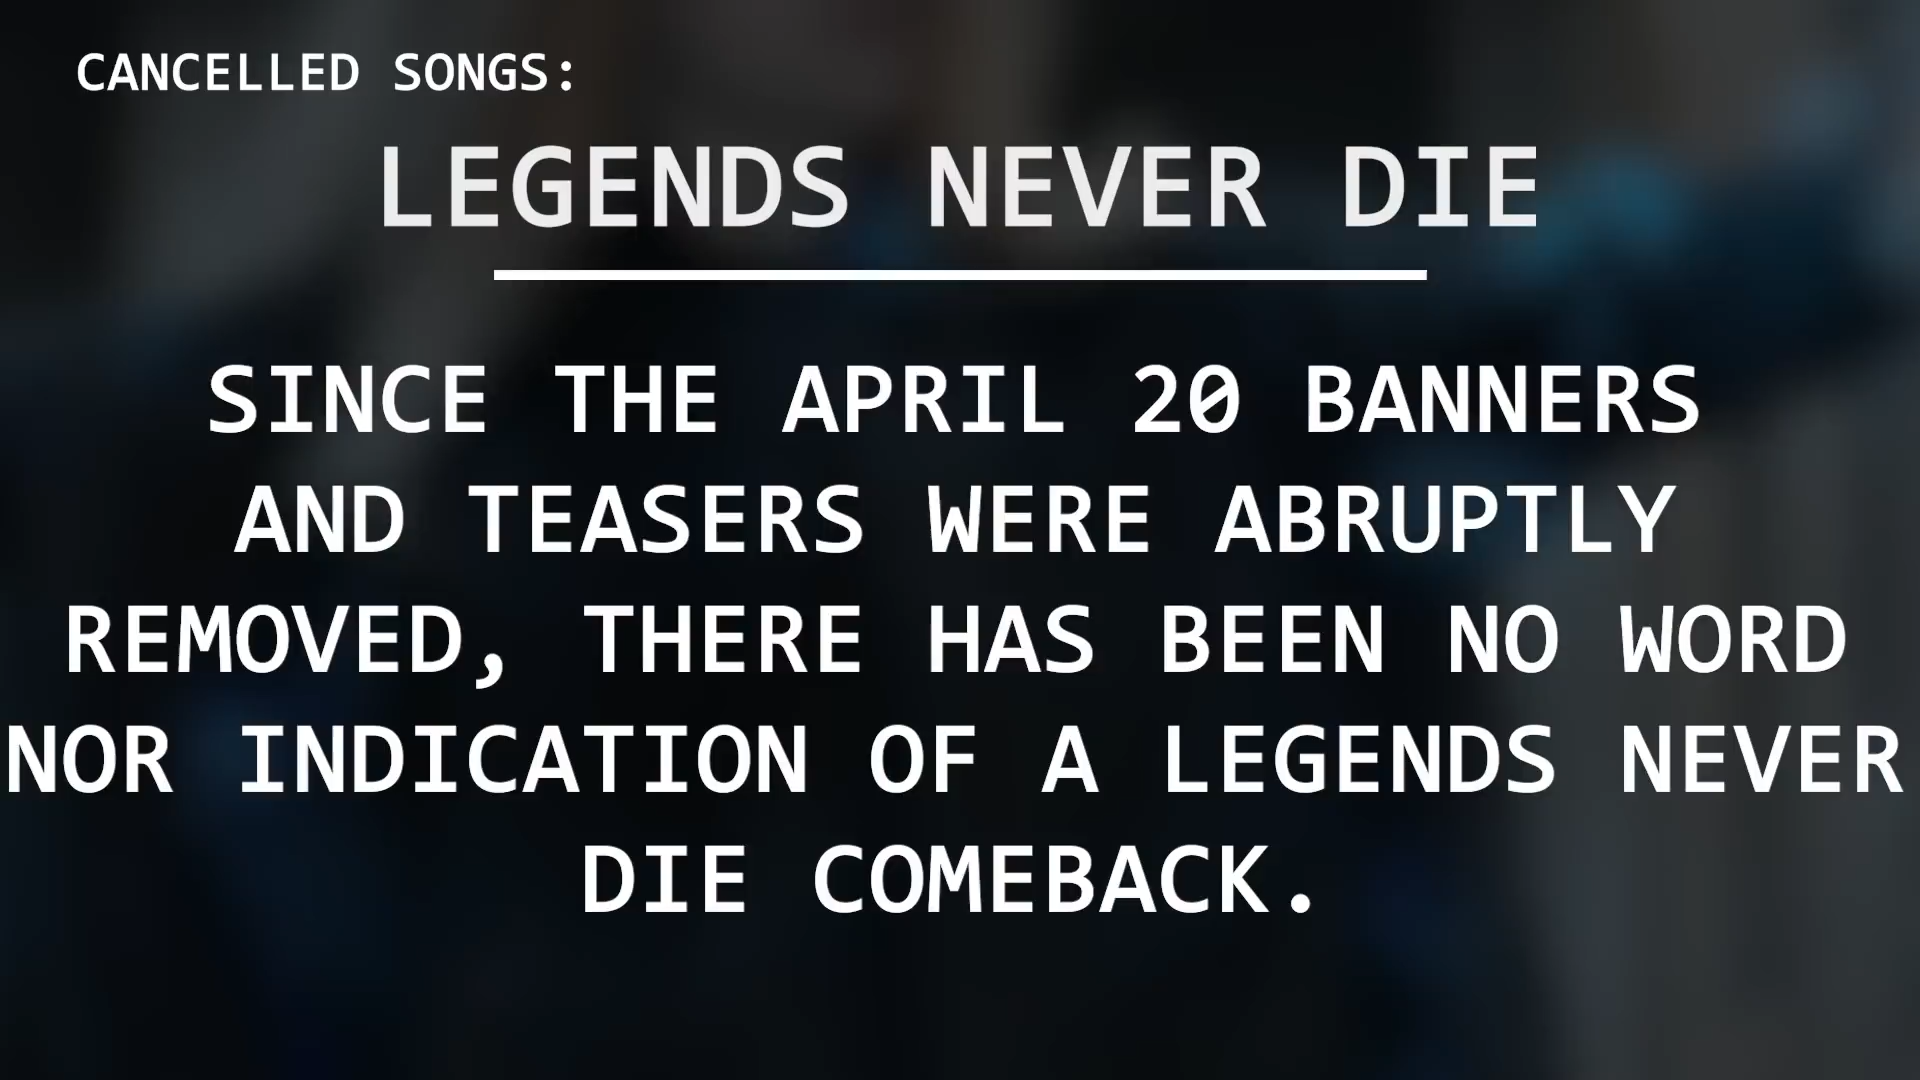 CANCELLED SONGS:
LEGENDS NEVER DIE
SINCE THE APRIL 20 BANNERS
AND TEASERS WERE ABRUPTLY
REMOVED, THERE HAS BEEN NO WORD
NOR INDICATION OF A LEGENDS NEVER
DIE COMEBACK.